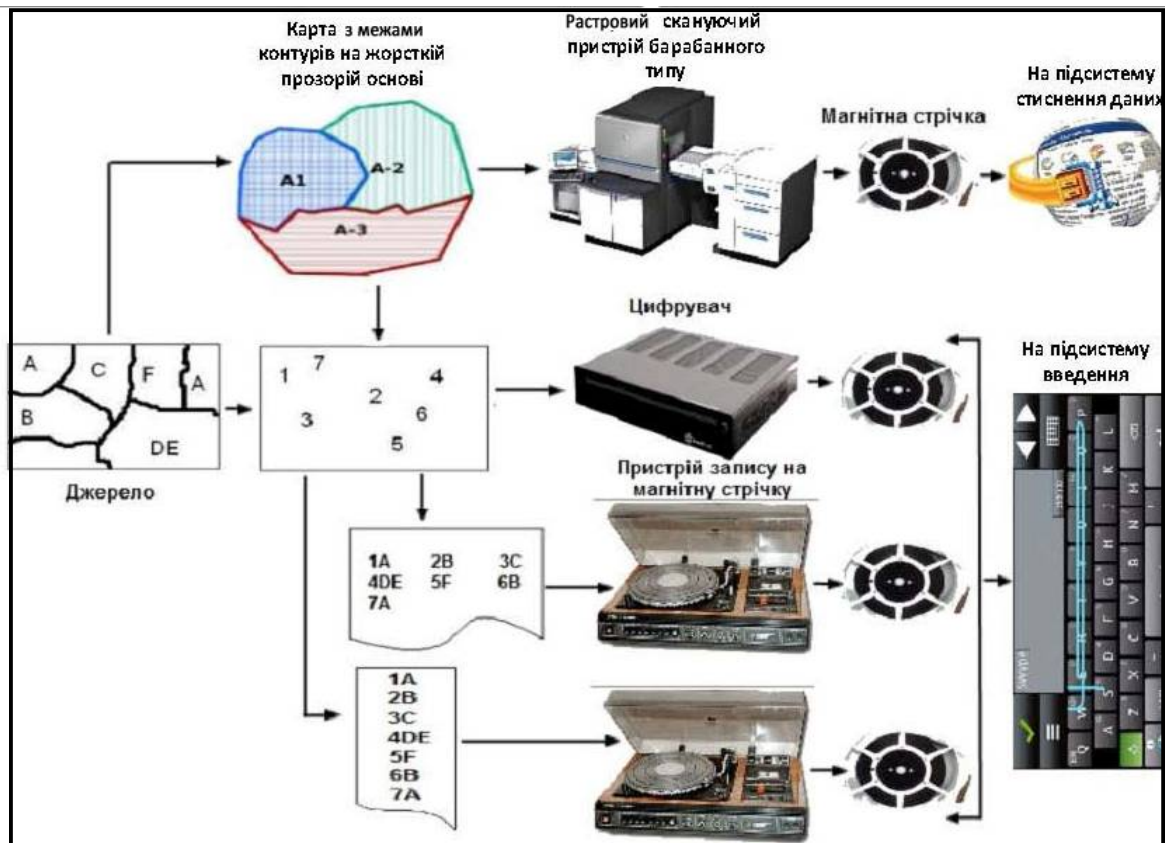 Карта з межами
контурів на жорсткій
прозорій основі
Растровий скануючий
пристрій барабанного
типу
На підсистему
стиснення даних
Магнітна стрічка
A1
A-2
A-3
Цифрувач
На підсистему
введення
A
C
F
A
B
DE
Джерело
1
7
2
4
3
6
5
Пристрій запису на
магнітну стрічку
1A 2B 3C
4DE 5F 6B
7A
1A
2B
3C
4DE
5F
6B
7A